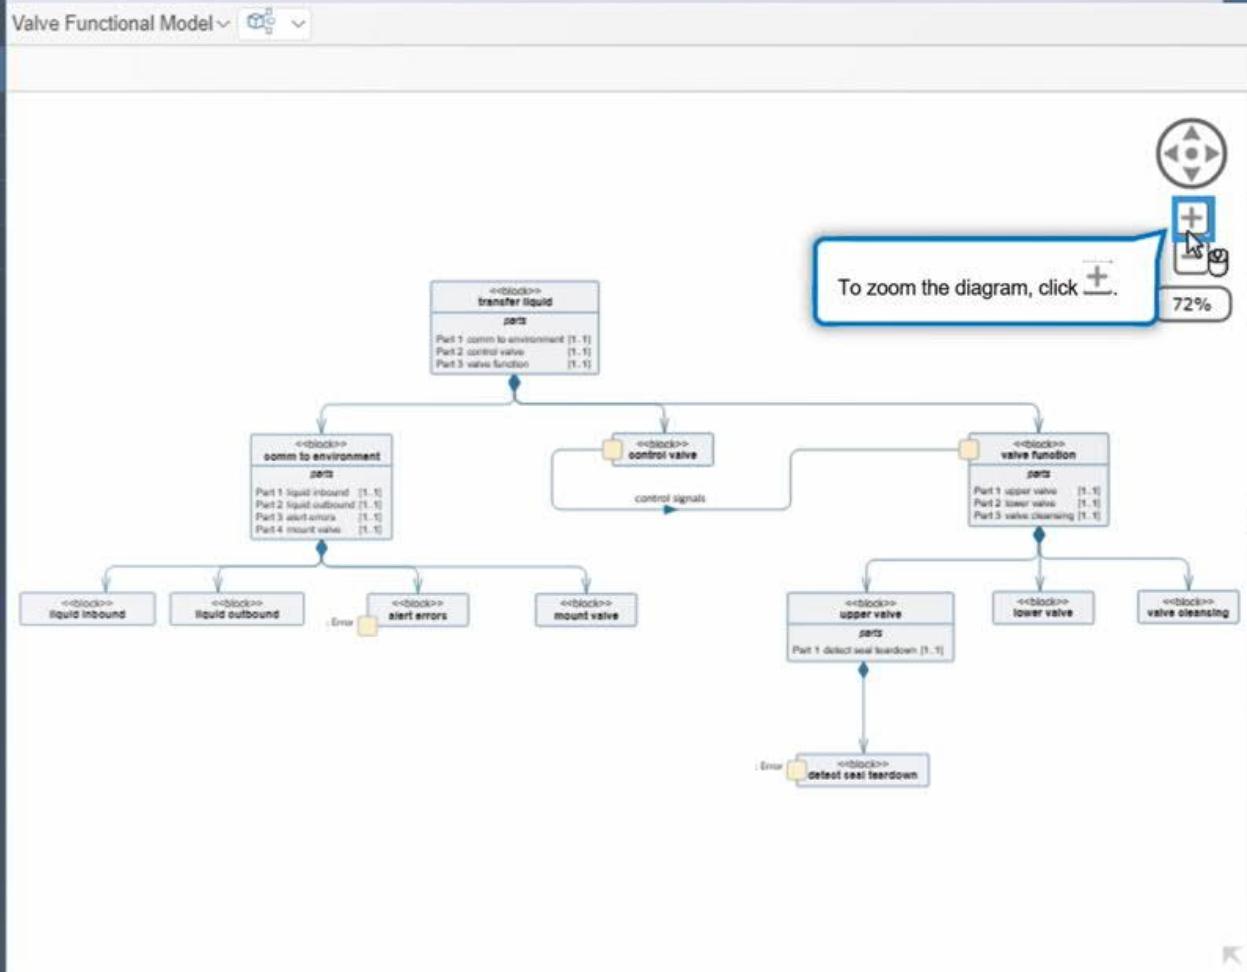 Valve Functional Model
To zoom the diagram, click + .
72%
<<block>>
transfer liquid
parts
Part 1 comm to environment [1..1]
Part 2 control valve [1..1]
Part 3 valve function [1..1]
<<block>>
comm to environment
parts
Part 1 liquid inbound [1..1]
Part 2 liquid outbound [1..1]
Part 3 alert errors [1..1]
Part 4 mount valve [1..1]
<<block>>
control valve
control signals
<<block>>
valve function
parts
Part 1 upper valve [1..1]
Part 2 lower valve [1..1]
Part 3 valve cleansing [1..1]
<<block>>
liquid inbound
<<block>>
liquid outbound
: Error
<<block>>
alert errors
<<block>>
mount valve
<<block>>
upper valve
parts
Part 1 detect seal teardown [1..1]
<<block>>
lower valve
<<block>>
valve cleansing
: Error
<<block>>
detect seal teardown